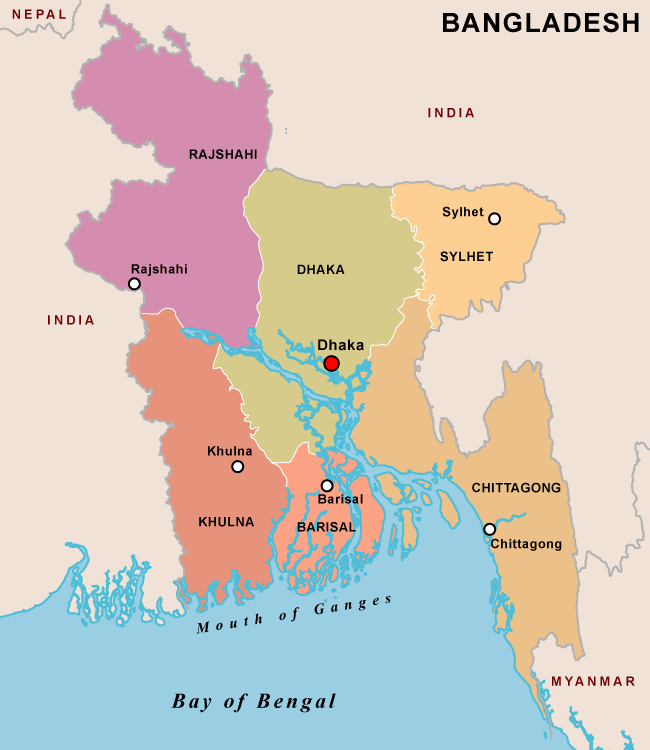 NEPAL
BANGLADESH
INDIA
RAJSHAHI
Sylhet
SYLHET
Rajshahi
DHAKA
INDIA
Dhaka
Khulna
KHULNA
Barisal
BARISAL
CHITTAGONG
Chittagong
Mouth of Ganges
MYANMAR
Bay of Bengal